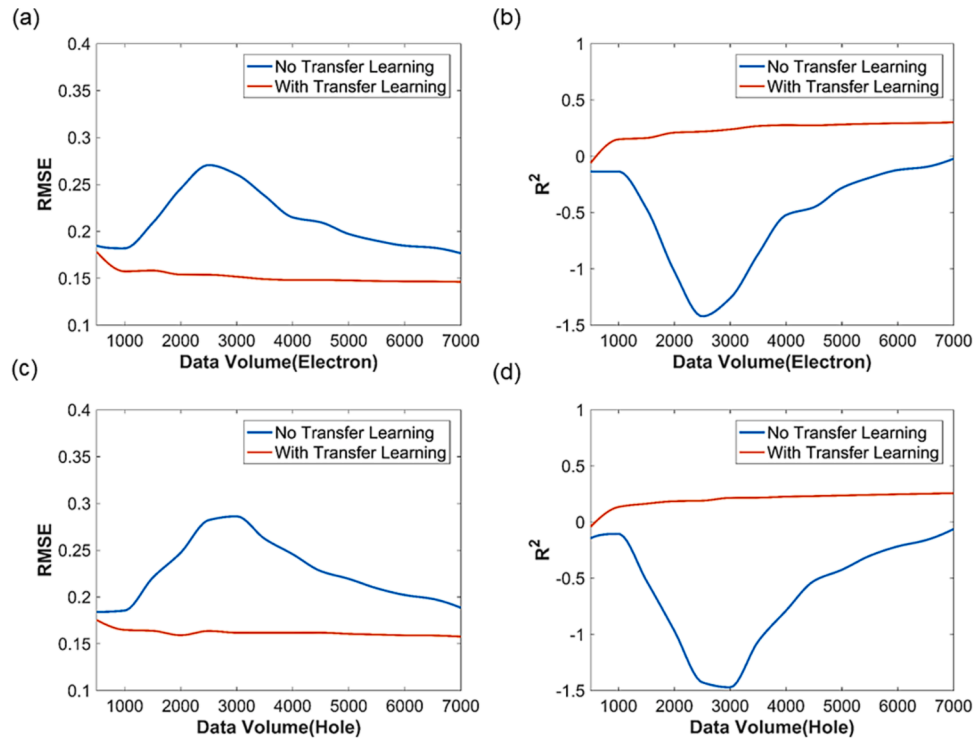 (a)
0.4
0.35
0.3
0.25
0.2
0.15
0.1
RMSE
No Transfer Learning
With Transfer Learning
1000 2000 3000 4000 5000 6000 7000
Data Volume(Electron)
(b)
1
0.5
0
-0.5
-1
-1.5
R2
No Transfer Learning
With Transfer Learning
1000 2000 3000 4000 5000 6000 7000
Data Volume(Electron)
(c)
0.4
0.35
0.3
0.25
0.2
0.15
0.1
RMSE
No Transfer Learning
With Transfer Learning
1000 2000 3000 4000 5000 6000 7000
Data Volume(Hole)
(d)
1
0.5
0
-0.5
-1
-1.5
R2
No Transfer Learning
With Transfer Learning
1000 2000 3000 4000 5000 6000 7000
Data Volume(Hole)